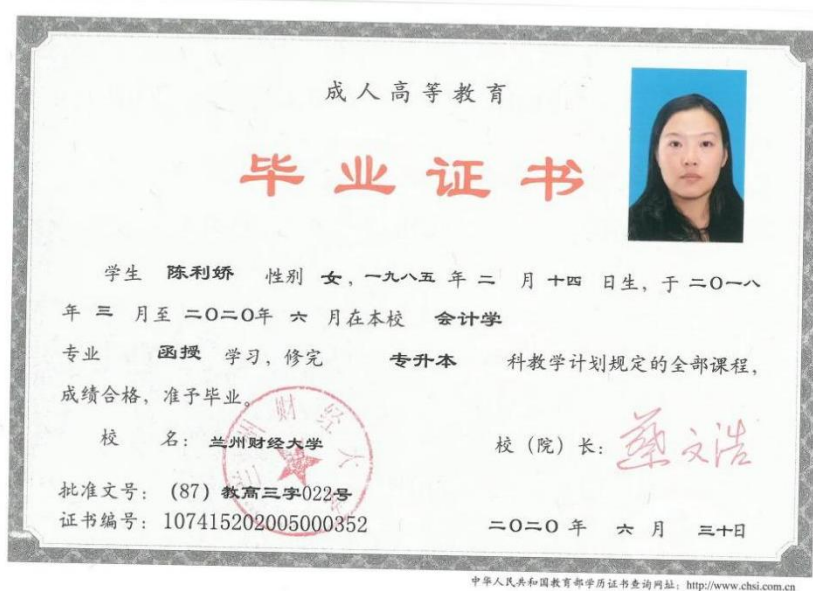 成人高等教育
毕业证书
学生 陈利娇 性别 女，一九八五 年 二 月 十四 日生，于 二〇一八
年 三 月至 二〇二〇年 六 月在本校 会计学
专业 函授 学习，修完 专升本 科教学计划规定的全部课程，
成绩合格，准予毕业。
校 名：兰州财经大学
校（院）长：蔡文浩
批准文号：(87) 教高三字022号
证书编号：107415202005000352
二〇二〇 年 六 月 三十日
中华人民共和国教育部学历证书查询网址：http://www.chsi.com.cn